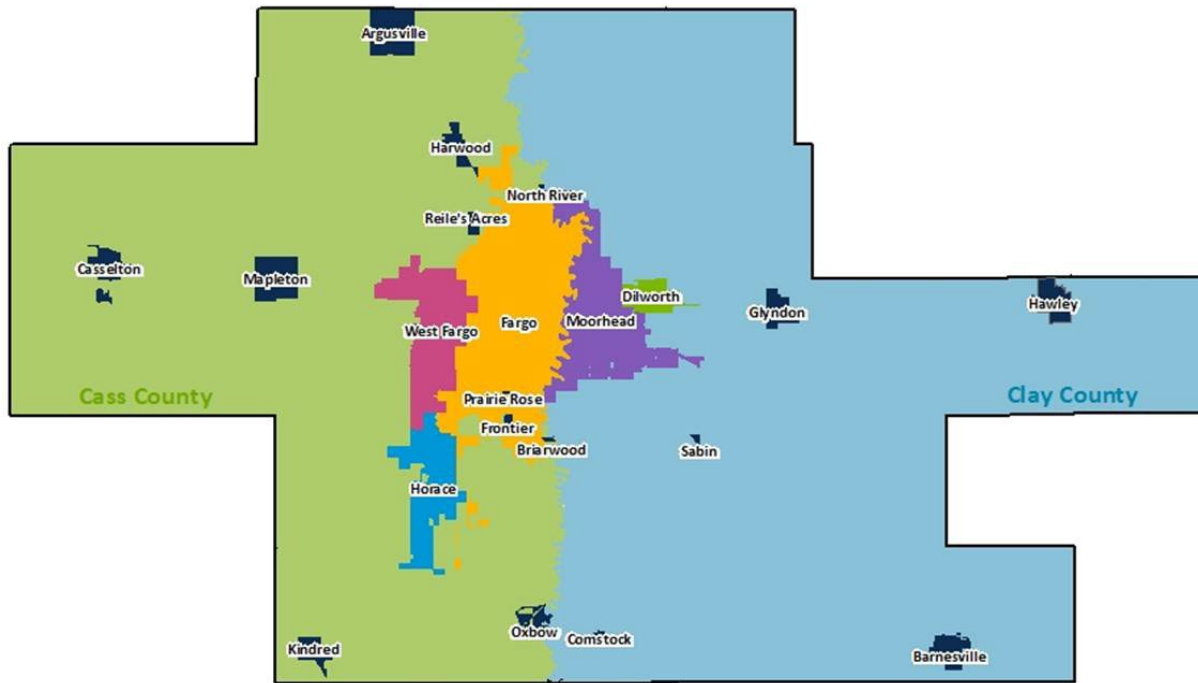 Argusville
Harwood
North River
Reile's Acres
Casselton
Mapleton
Dilworth
Hawley
Glyndon
West Fargo
Fargo
Moorhead
Cass County
Prairie Rose
Clay County
Frontier
Briarwood
Sabin
Horace
Oxbow
Comstock
Kindred
Barnesville